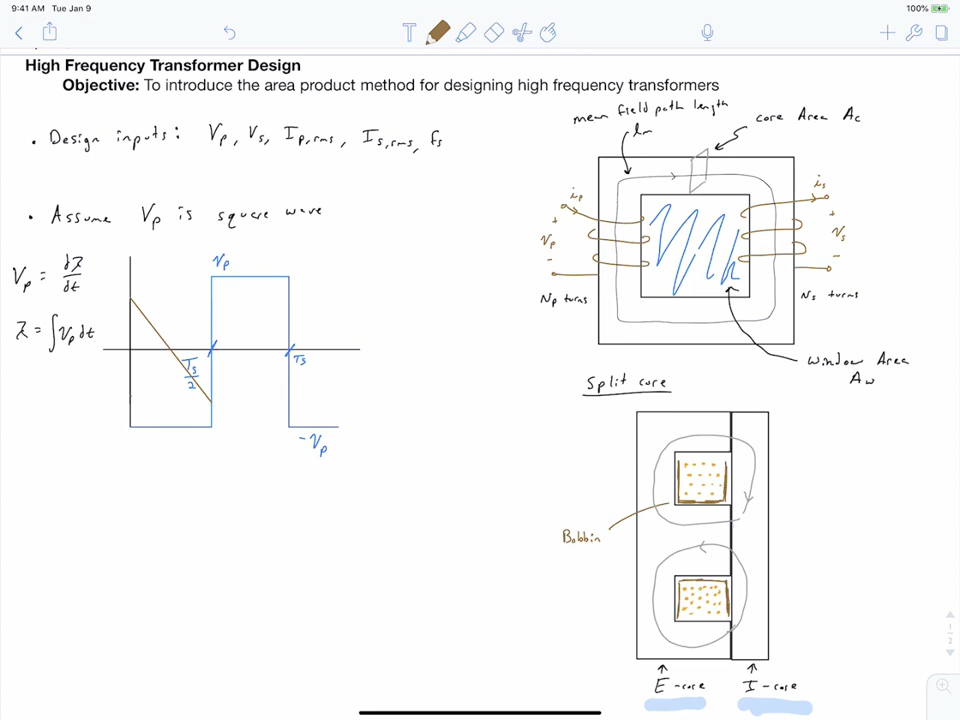 9:41 AM Tue Jan 9
100%
High Frequency Transformer Design
Objective: To introduce the area product method for designing high frequency transformers
• Design inputs: Vp, Vs, Ip,rms, Is,rms, fs
• Assume Vp is square wave
Vp = dλ/dt
λ = ∫vp dt
Vp
Ts/2
Ts
-Vp
mean field path length
lm
core Area Ac
ip
is
+
Vp
-
+
Vs
-
Np turns
Ns turns
window Area
Aw
Split core
Bobbin
E-core
I-core
1
2